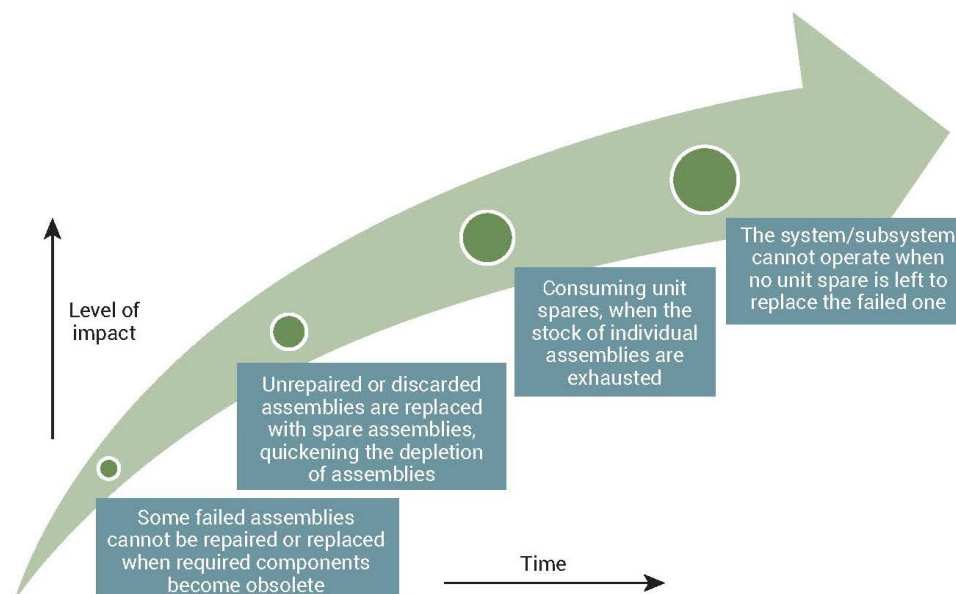 Level of
impact
The system/subsystem
cannot operate when
no unit spare is left to
replace the failed one
Consuming unit
spares, when the
stock of individual
assemblies are
exhausted
Unrepaired or discarded
assemblies are replaced
with spare assemblies,
quickening the depletion
of assemblies
Some failed assemblies
cannot be repaired or replaced
when required components
become obsolete
Time